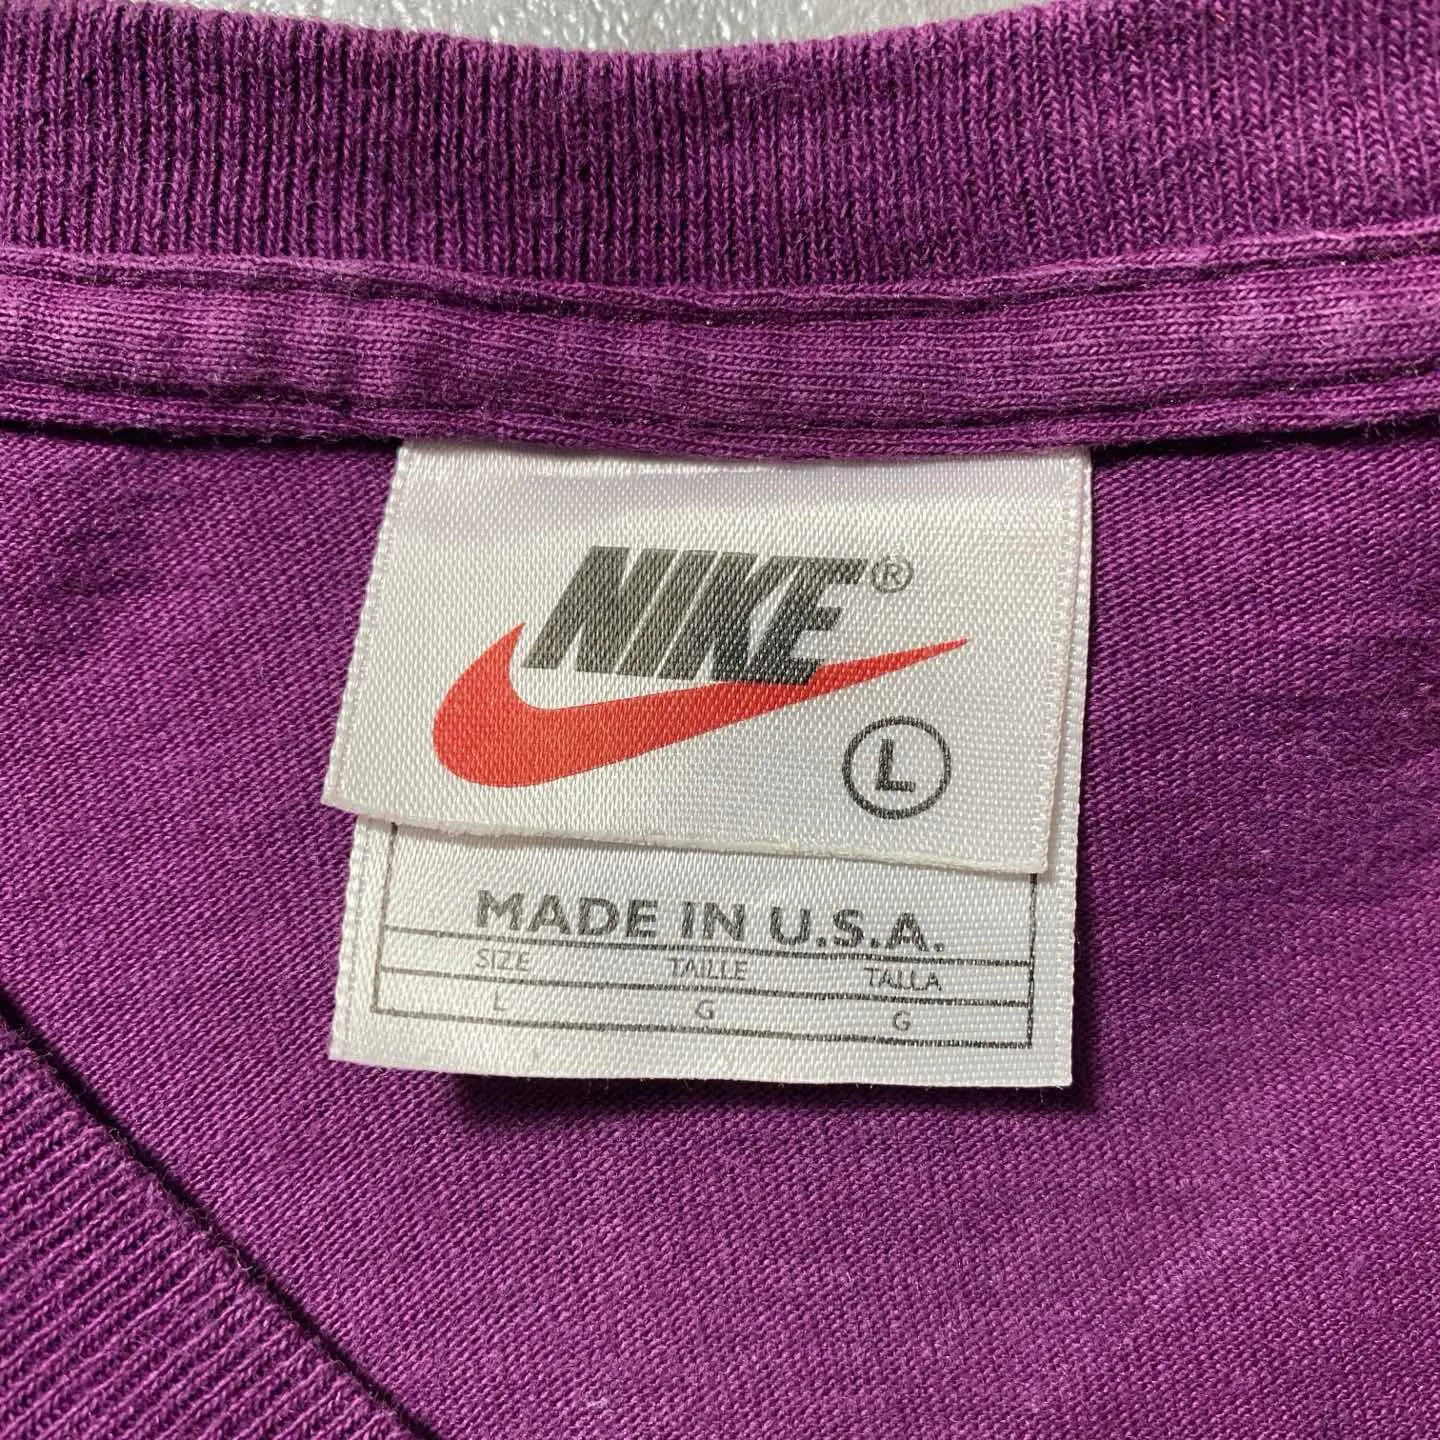 NIKE®
L
MADE IN U.S.A.
SIZE TAILLE TALLA
L G G